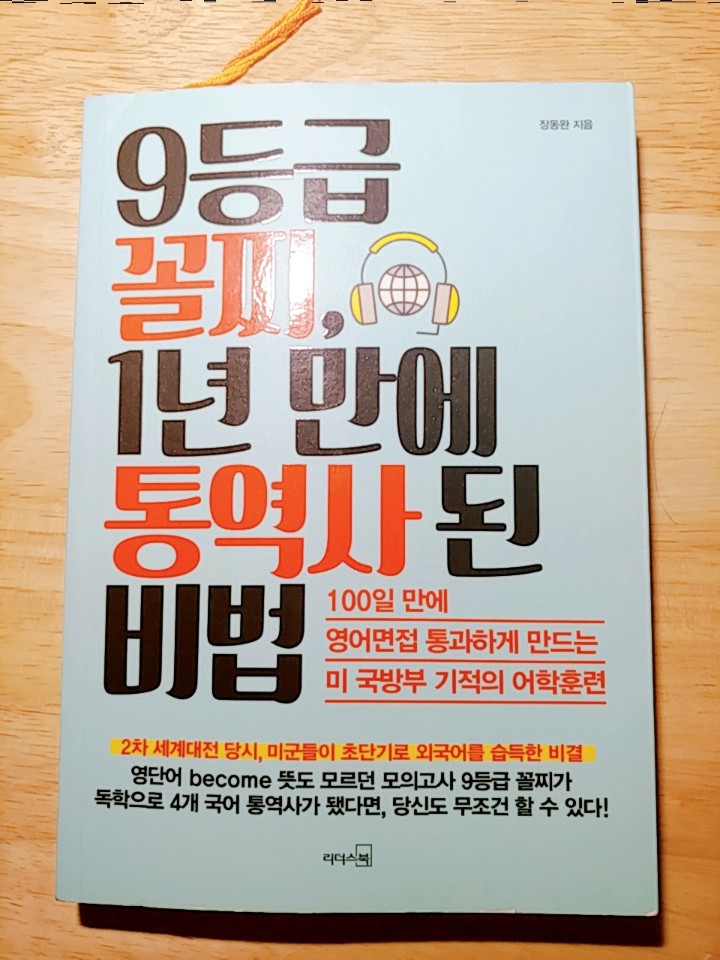 장동완 지음
9등급
꼴찌,
1년 만에
통역사 된
비법
100일 만에
영어면접 통과하게 만드는
미 국방부 기적의 어학훈련
2차 세계대전 당시, 미군들이 초단기로 외국어를 습득한 비결
영단어 become 뜻도 모르던 모의고사 9등급 꼴찌가
독학으로 4개 국어 통역사가 됐다면, 당신도 무조건 할 수 있다!
리더스북